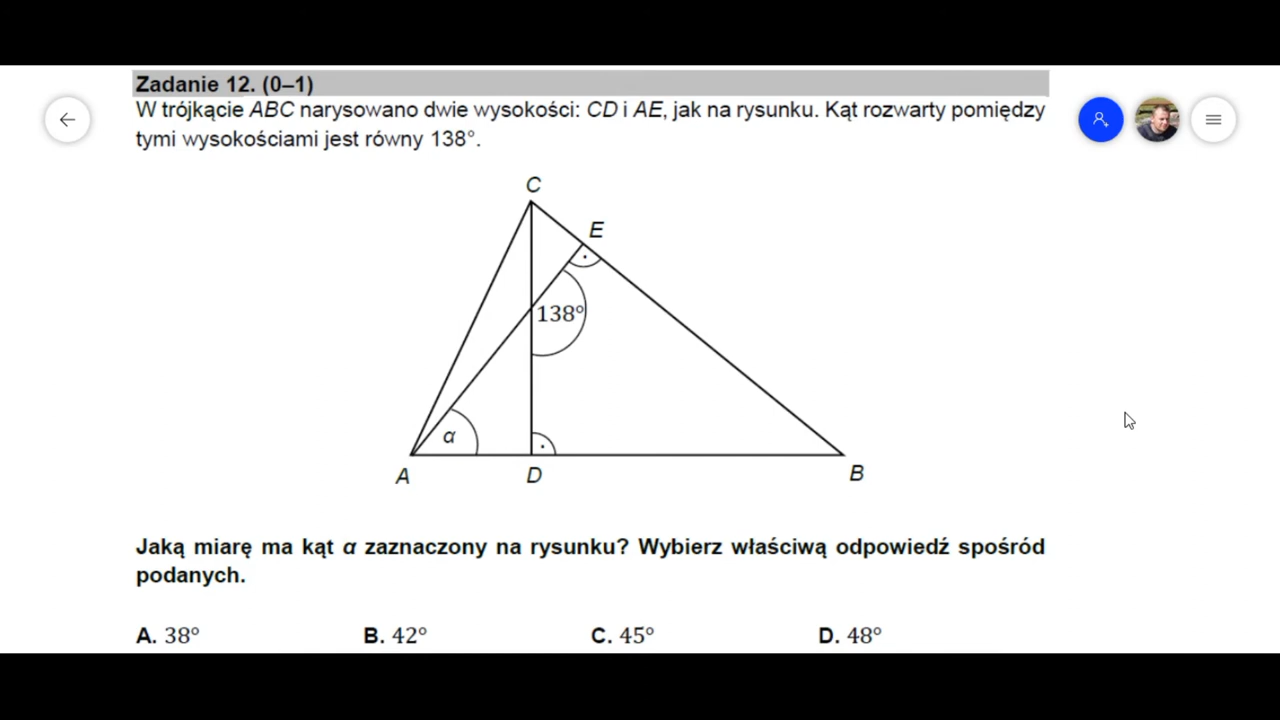 Zadanie 12. (0–1)
W trójkącie ABC narysowano dwie wysokości: CD i AE, jak na rysunku. Kąt rozwarty pomiędzy
tymi wysokościami jest równy 138°.
C
E
138°
α
A
D
B
Jaką miarę ma kąt α zaznaczony na rysunku? Wybierz właściwą odpowiedź spośród
podanych.
A. 38° B. 42° C. 45° D. 48°